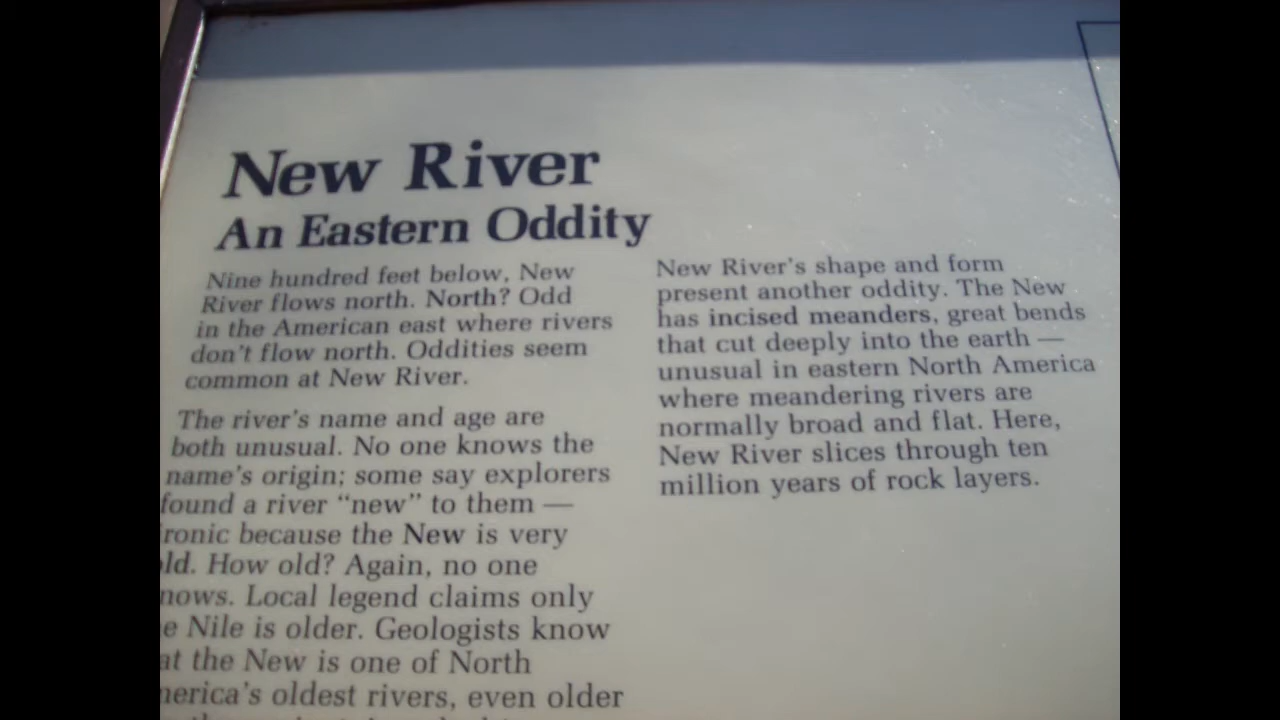 New River
An Eastern Oddity
Nine hundred feet below, New
River flows north. North? Odd
in the American east where rivers
don't flow north. Oddities seem
common at New River.
The river's name and age are
both unusual. No one knows the
name's origin; some say explorers
found a river “new” to them —
ronic because the New is very
ld. How old? Again, no one
nows. Local legend claims only
e Nile is older. Geologists know
at the New is one of North
merica's oldest rivers, even older
New River's shape and form
present another oddity. The New
has incised meanders, great bends
that cut deeply into the earth —
unusual in eastern North America
where meandering rivers are
normally broad and flat. Here,
New River slices through ten
million years of rock layers.